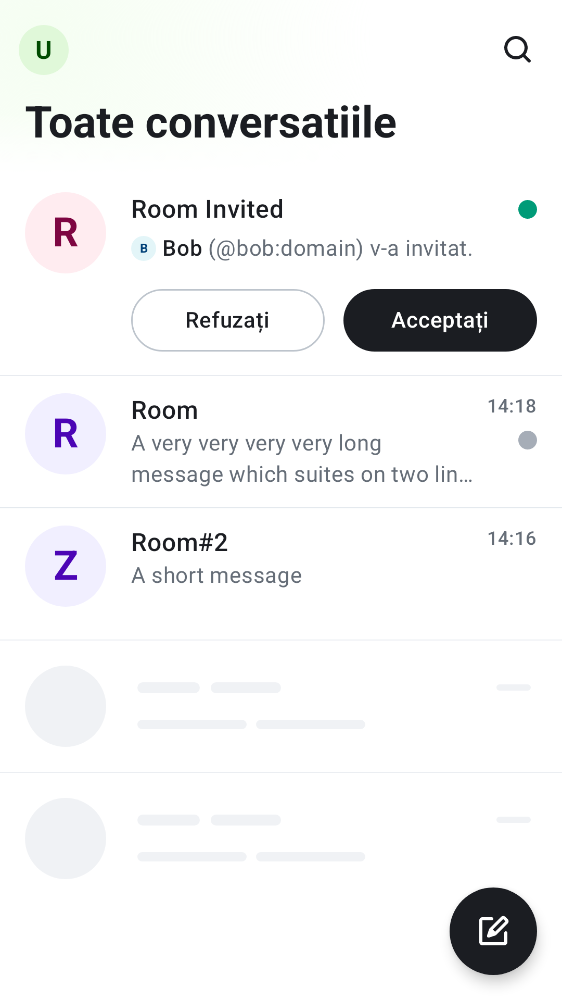 U
Toate conversatiile
R
Room Invited
B Bob (@bob:domain) v-a invitat.
Refuzați
Acceptați
R
Room
14:18
A very very very very long
message which suites on two lin…
Z
Room#2
14:16
A short message